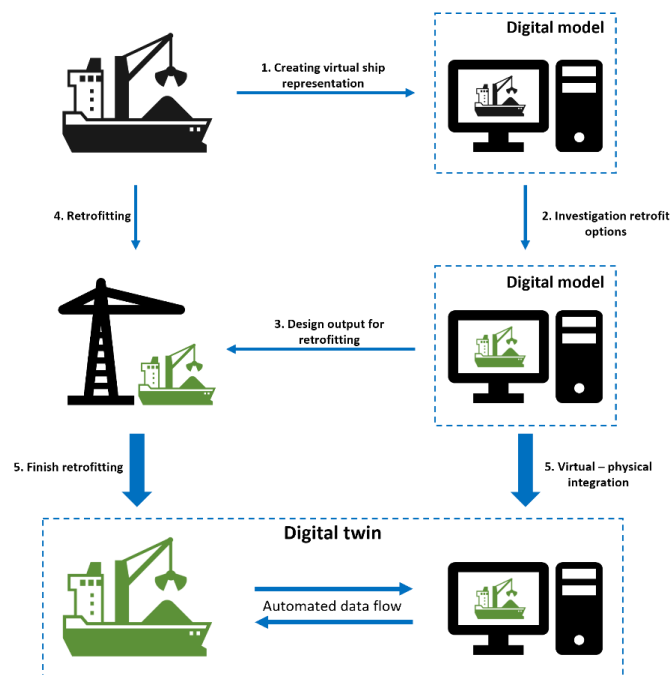 Digital model
1. Creating virtual ship
representation
4. Retrofitting
2. Investigation retrofit
options
Digital model
3. Design output for
retrofitting
5. Finish retrofitting
5. Virtual – physical
integration
Digital twin
Automated data flow